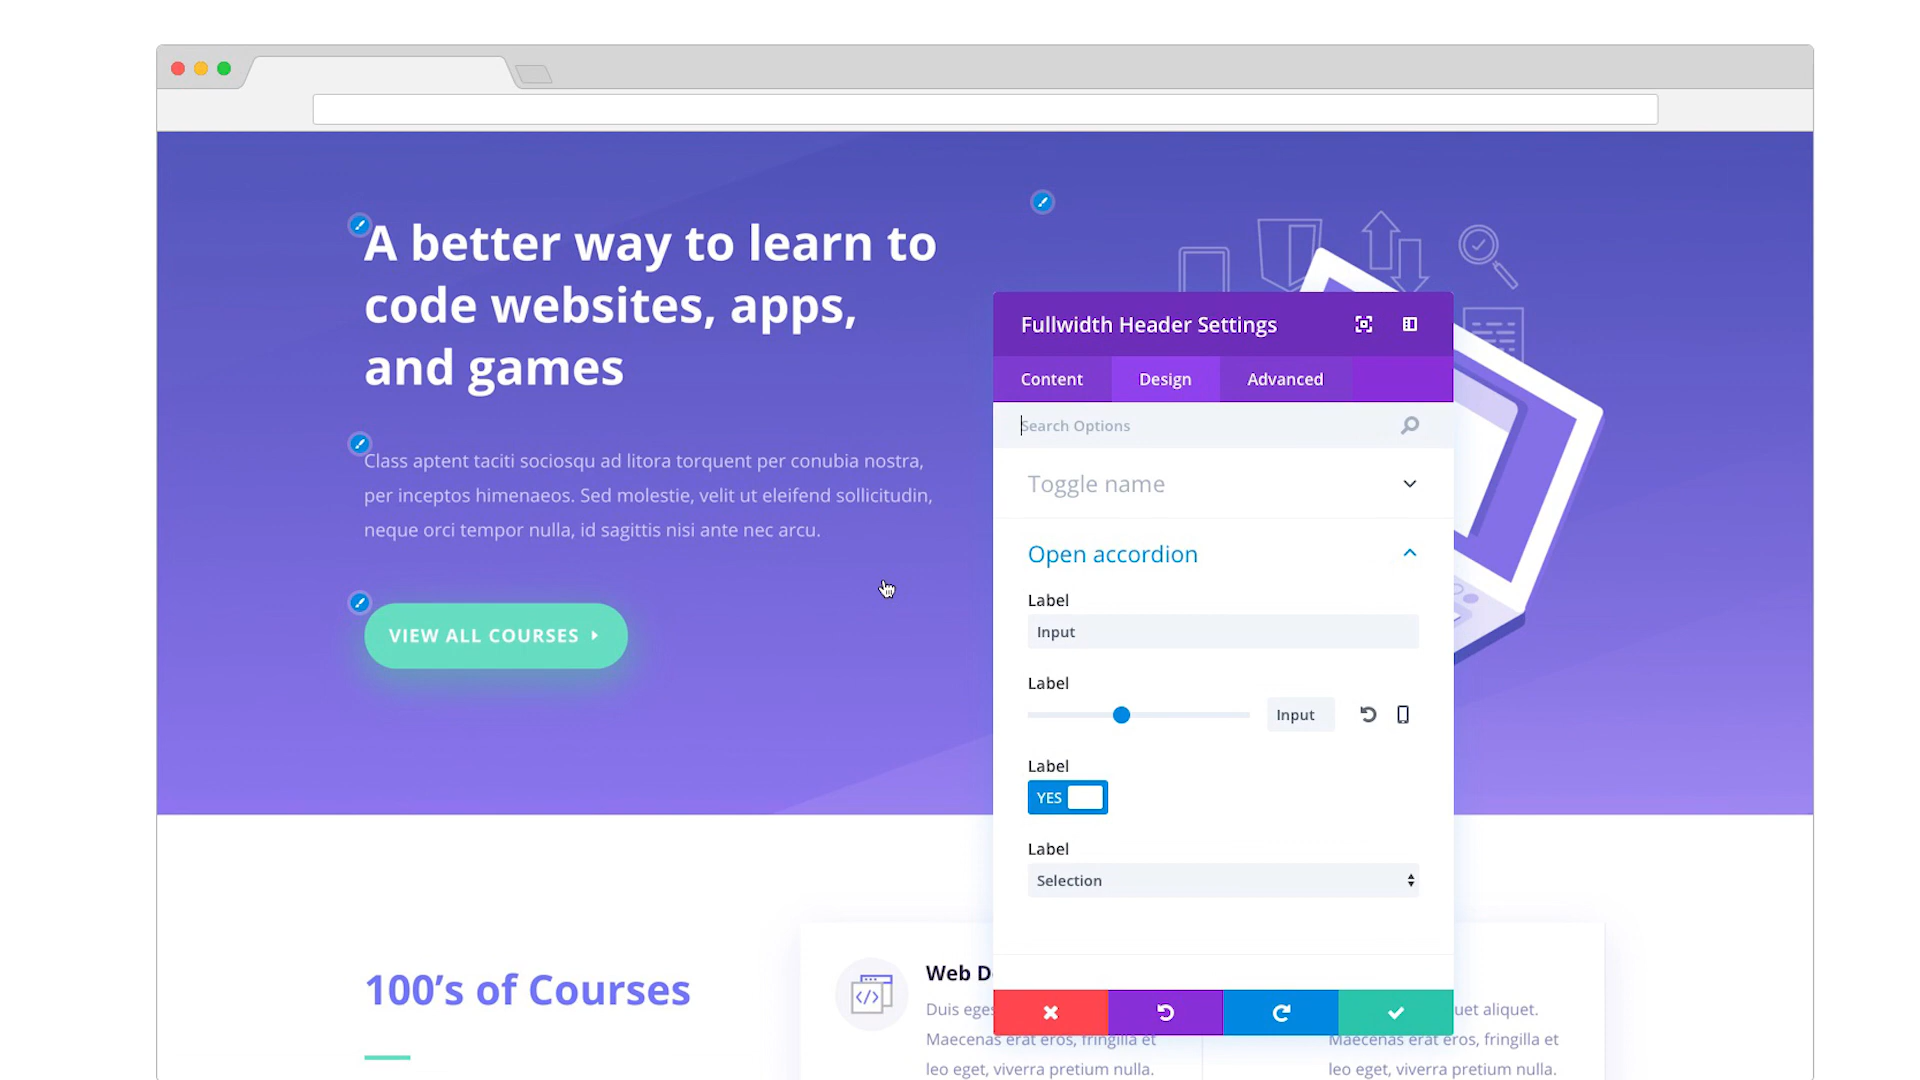 A better way to learn to
code websites, apps,
and games
Class aptent taciti sociosqu ad litora torquent per conubia nostra,
per inceptos himenaeos. Sed molestie, velit ut eleifend sollicitudin,
neque orci tempor nulla, id sagittis nisi ante nec arcu.
VIEW ALL COURSES
Fullwidth Header Settings
Content Design Advanced
Search Options
Toggle name
Open accordion
Label
Input
Label
Input
Label
YES
Label
Selection
100’s of Courses
Web D
Duis eges
Maecenas erat eros, fringilla et
leo eget, viverra pretium nulla.
uet aliquet.
Maecenas erat eros, fringilla et
leo eget, viverra pretium nulla.